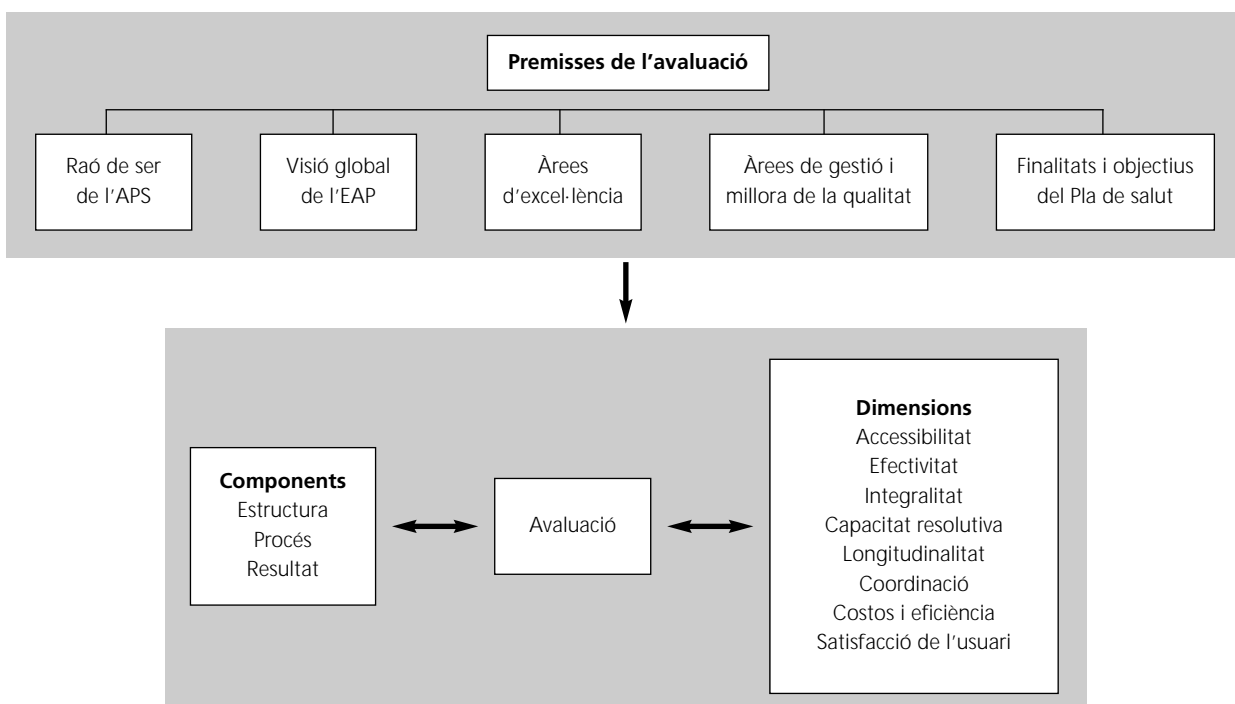 Premisses de l'avaluació
Raó de ser
de l'APS
Visió global
de l'EAP
Àrees
d'excel·lència
Àrees de gestió i
millora de la qualitat
Finalitats i objectius
del Pla de salut
Components
Estructura
Procés
Resultat
Avaluació
Dimensions
Accessibilitat
Efectivitat
Integralitat
Capacitat resolutiva
Longitudinalitat
Coordinació
Costos i eficiència
Satisfacció de l'usuari